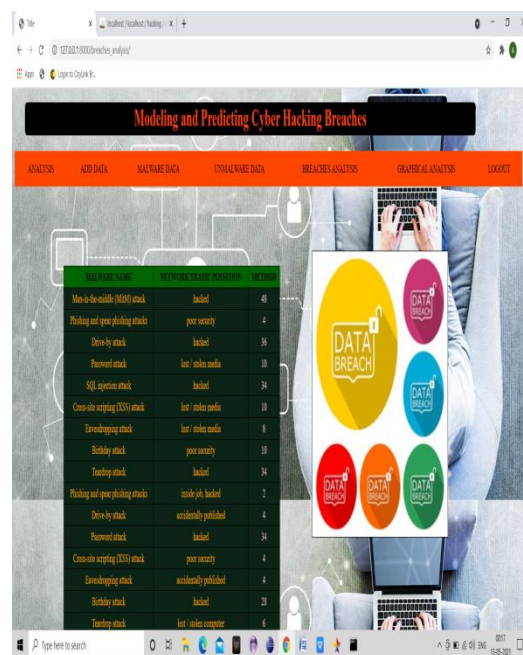 Title
localhost / localhost / hacking / 
127.0.0.1:8000/breaches_analysis/
Apps
Login to CityLink Br...
Modeling and Predicting Cyber Hacking Breaches
ANALYSIS ADD DATA MALWARE DATA UNMALWARE DATA BREACHES ANALYSIS GRAPHICAL ANALYSIS LOGOUT
MALWARE NAME NETWORK TRAFIC POSSITION METHOD
Man-in-the-middle (MitM) attack hacked 48
Phishing and spear phishing attacks poor security 4
Drive-by attack hacked 36
Password attack lost / stolen media 10
SQL injection attack hacked 34
Cross-site scripting (XSS) attack lost / stolen media 10
Eavesdropping attack lost / stolen media 8
Birthday attack poor security 10
Teardrop attack hacked 34
Phishing and spear phishing attacks inside job, hacked 2
Drive-by attack accidentally published 4
Password attack hacked 34
Cross-site scripting (XSS) attack poor security 4
Eavesdropping attack accidentally published 4
Birthday attack hacked 28
Teardrop attack lost / stolen computer 6
DATA
BREACH
DATA
BREACH
DATA
BREACH
DATA
BREACH
DATA
BREACH
DATA
BREACH
Type here to search
ENG
00:17